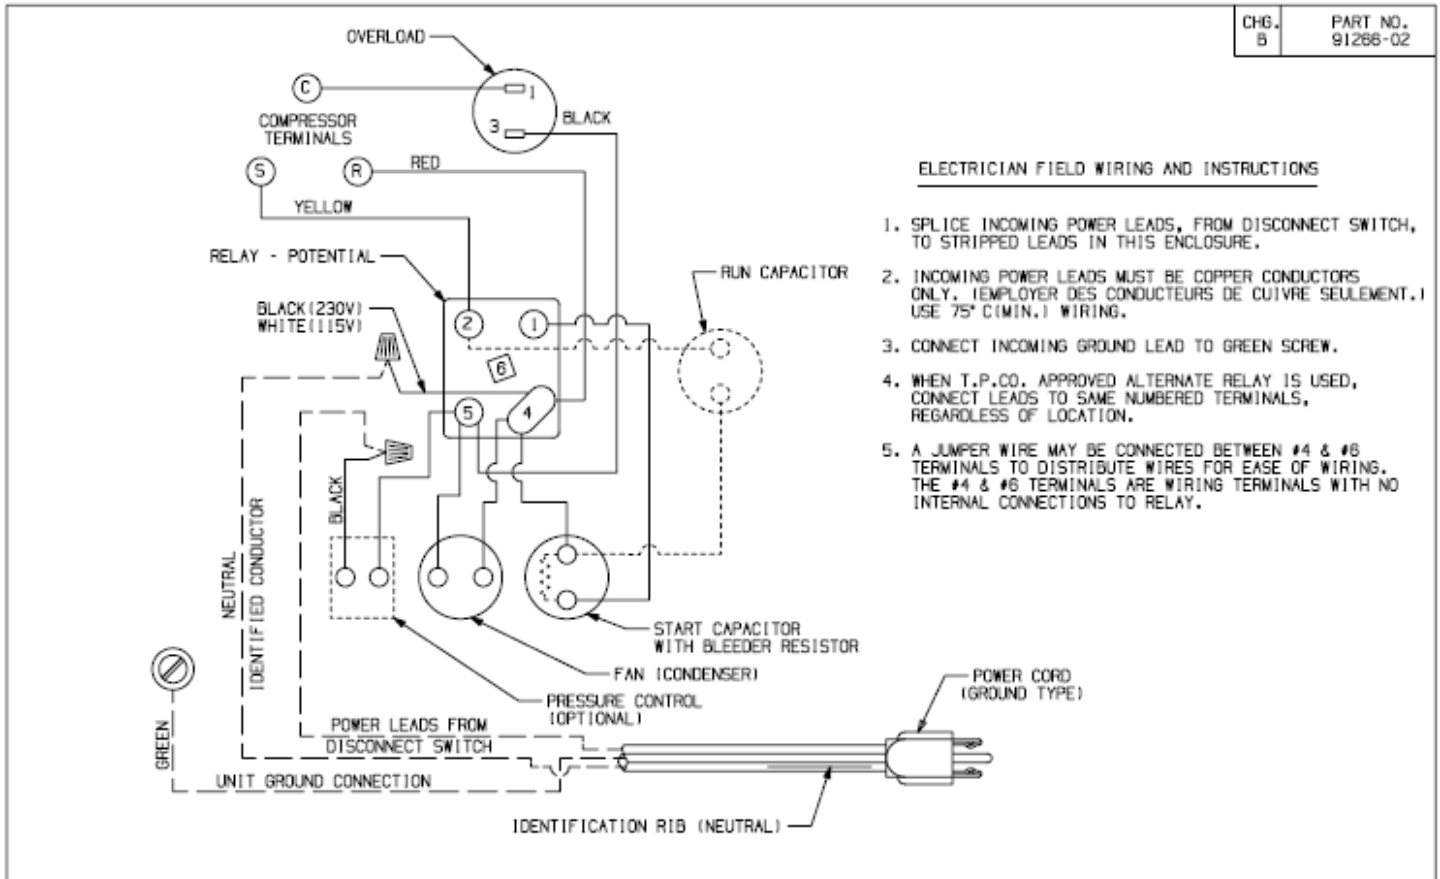 CHG.
B
PART NO.
91266-02
OVERLOAD
C
1
3
BLACK
COMPRESSOR
TERMINALS
S
R
RED
YELLOW
RELAY - POTENTIAL
BLACK(230V)
WHITE(115V)
2
1
6
5
4
RUN CAPACITOR
BLACK
NEUTRAL
IDENTIFIED CONDUCTOR
START CAPACITOR
WITH BLEEDER RESISTOR
FAN (CONDENSER)
PRESSURE CONTROL
(OPTIONAL)
GREEN
POWER LEADS FROM
DISCONNECT SWITCH
UNIT GROUND CONNECTION
POWER CORD
(GROUND TYPE)
IDENTIFICATION RIB (NEUTRAL)
ELECTRICIAN FIELD WIRING AND INSTRUCTIONS
1. SPLICE INCOMING POWER LEADS, FROM DISCONNECT SWITCH,
TO STRIPPED LEADS IN THIS ENCLOSURE.
2. INCOMING POWER LEADS MUST BE COPPER CONDUCTORS
ONLY. (EMPLOYER DES CONDUCTEURS DE CUIVRE SEULEMENT.)
USE 75° C(MIN.) WIRING.
3. CONNECT INCOMING GROUND LEAD TO GREEN SCREW.
4. WHEN T.P.CO. APPROVED ALTERNATE RELAY IS USED,
CONNECT LEADS TO SAME NUMBERED TERMINALS,
REGARDLESS OF LOCATION.
5. A JUMPER WIRE MAY BE CONNECTED BETWEEN #4 & #6
TERMINALS TO DISTRIBUTE WIRES FOR EASE OF WIRING.
THE #4 & #6 TERMINALS ARE WIRING TERMINALS WITH NO
INTERNAL CONNECTIONS TO RELAY.